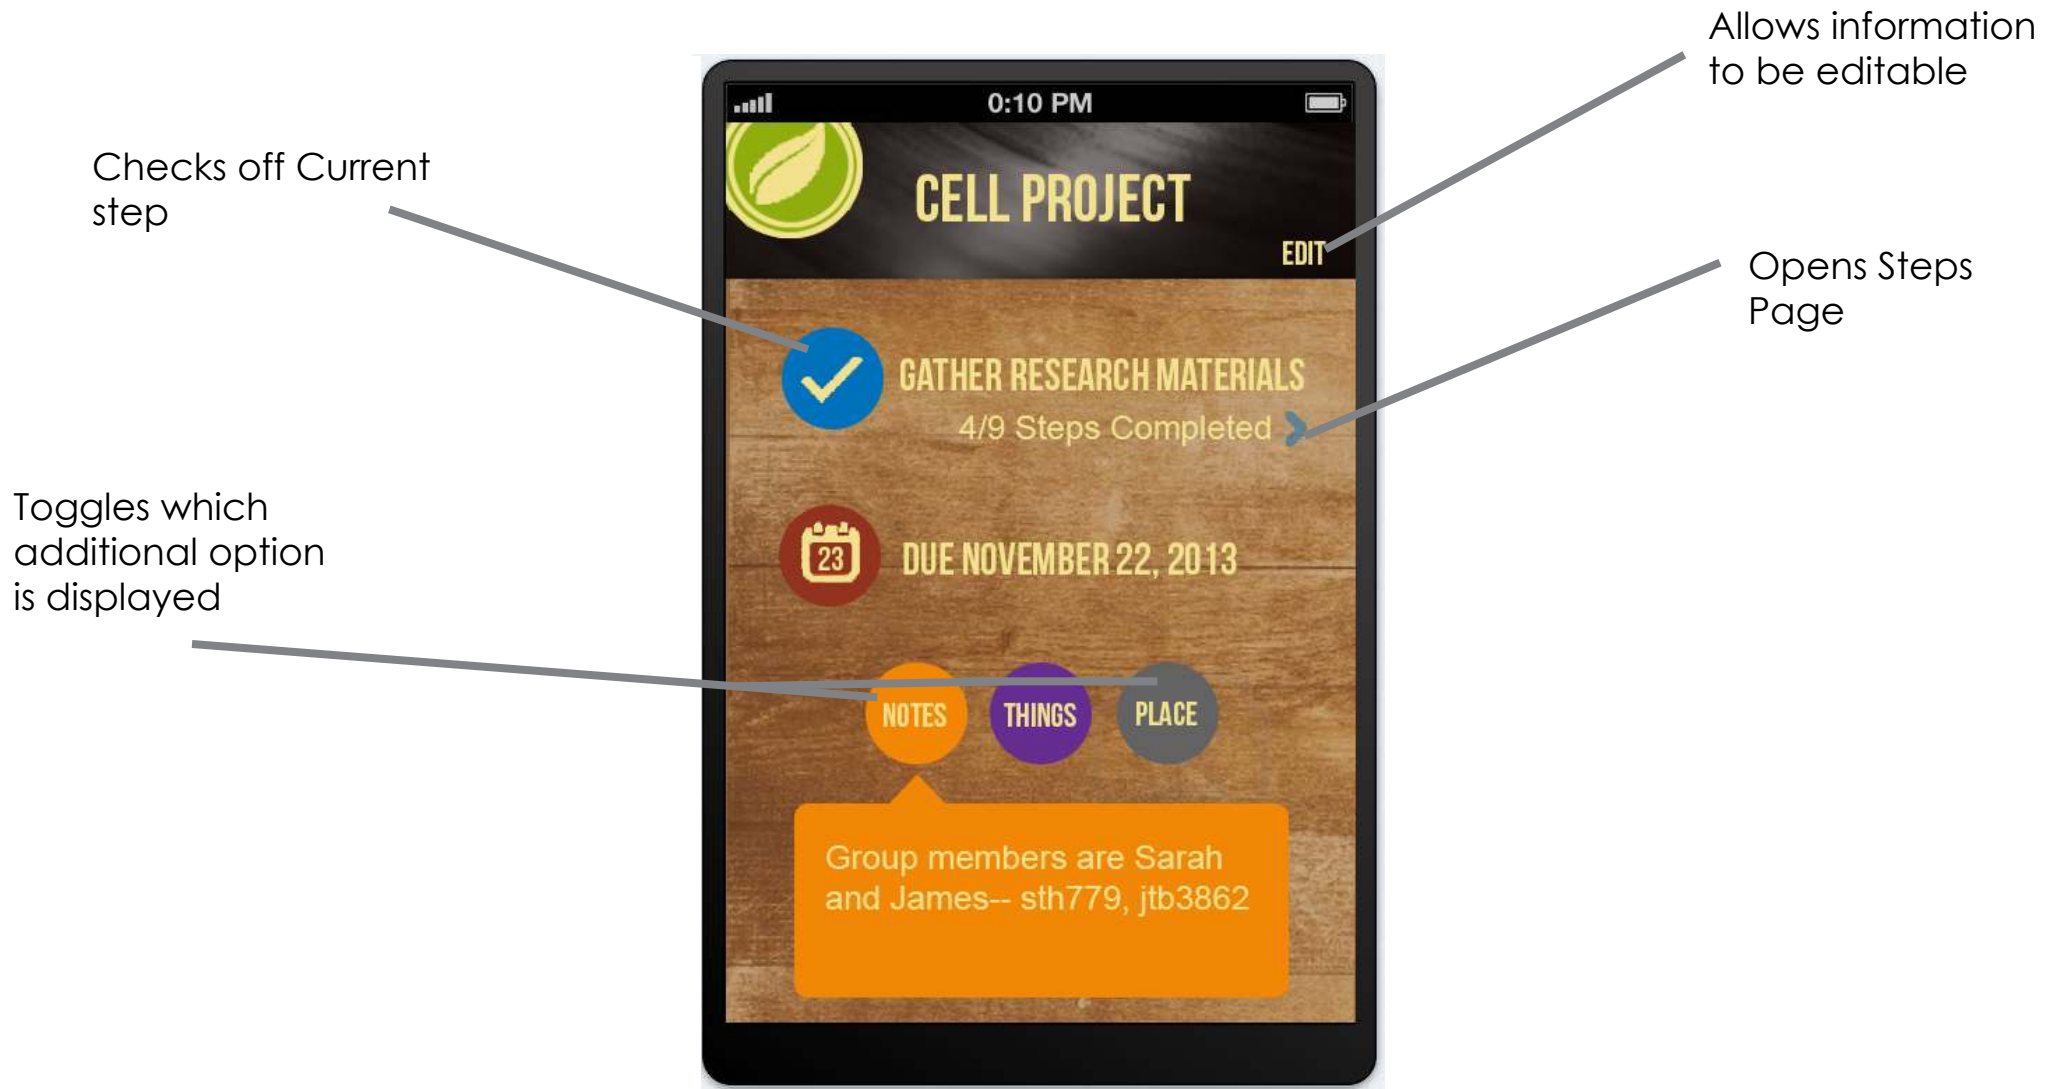 Allows information
to be editable
0:10 PM
Checks off Current
step
CELL PROJECT
EDIT
Opens Steps
Page
GATHER RESEARCH MATERIALS
4/9 Steps Completed
Toggles which
additional option
is displayed
23
DUE NOVEMBER 22, 2013
NOTES
THINGS
PLACE
Group members are Sarah
and James-- sth779, jtb3862